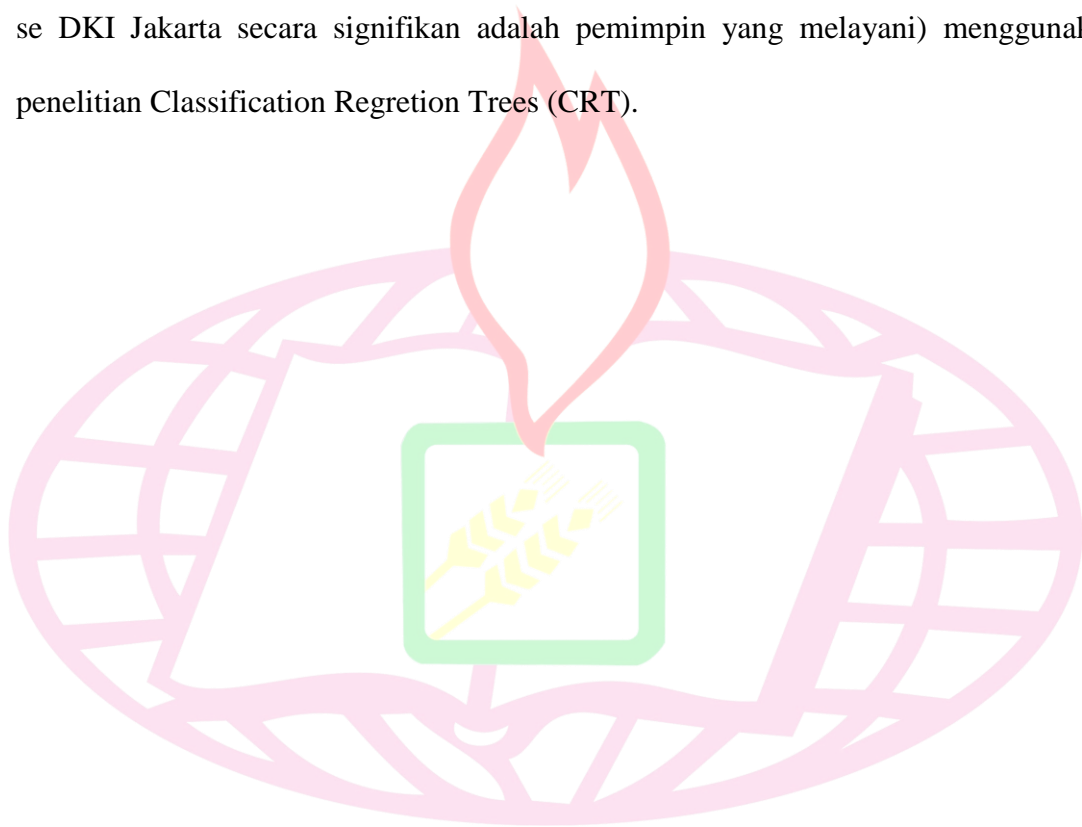 se DKI Jakarta secara signifikan adalah pemimpin yang melayani) menggunal
penelitian Classification Regretion Trees (CRT).